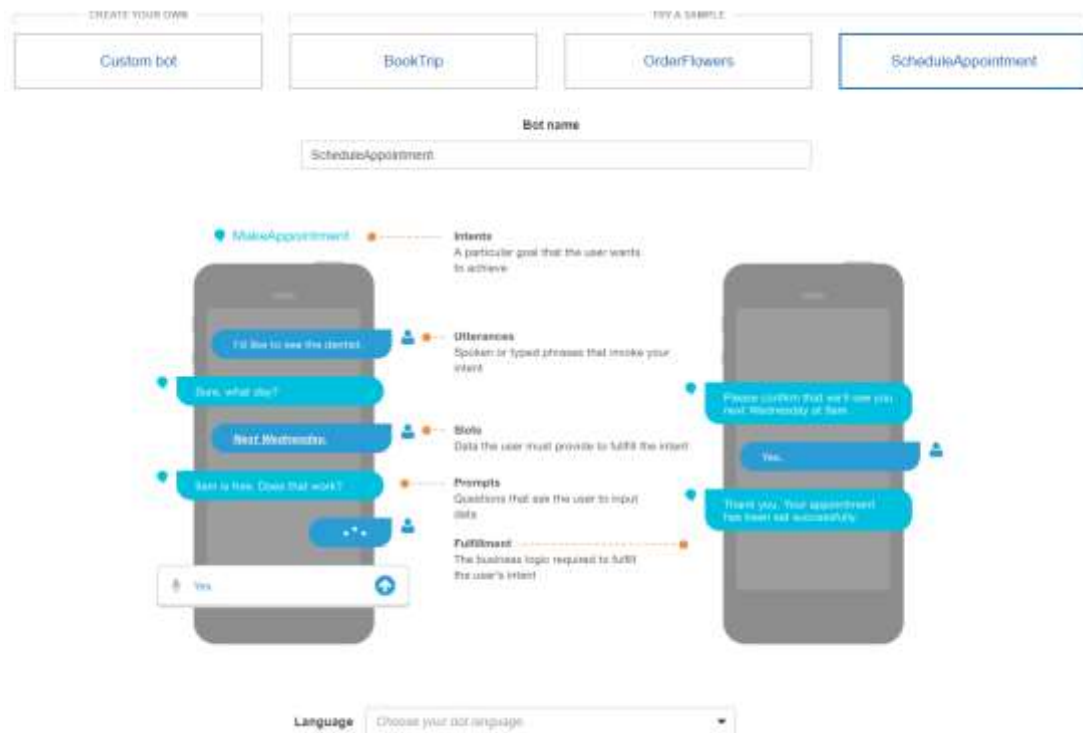 CREATE YOUR OWN
TRY A SAMPLE
Custom bot
BookTrip
OrderFlowers
ScheduleAppointment
Bot name
ScheduleAppointment
MakeAppointment
Intents
A particular goal that the user wants
to achieve
I'd like to see the dentist.
Utterances
Spoken or typed phrases that invoke your
intent
Sure, what day?
Next Wednesday.
Slots
Data the user must provide to fulfill the intent
9am is free. Does that work?
Prompts
Questions that ask the user to input
data
Fulfillment
The business logic required to fulfill
the user's intent
Yes
Please confirm that we'll see you
next Wednesday at 9am
Yes.
Thank you. Your appointment
has been set successfully.
Language
Choose your bot language